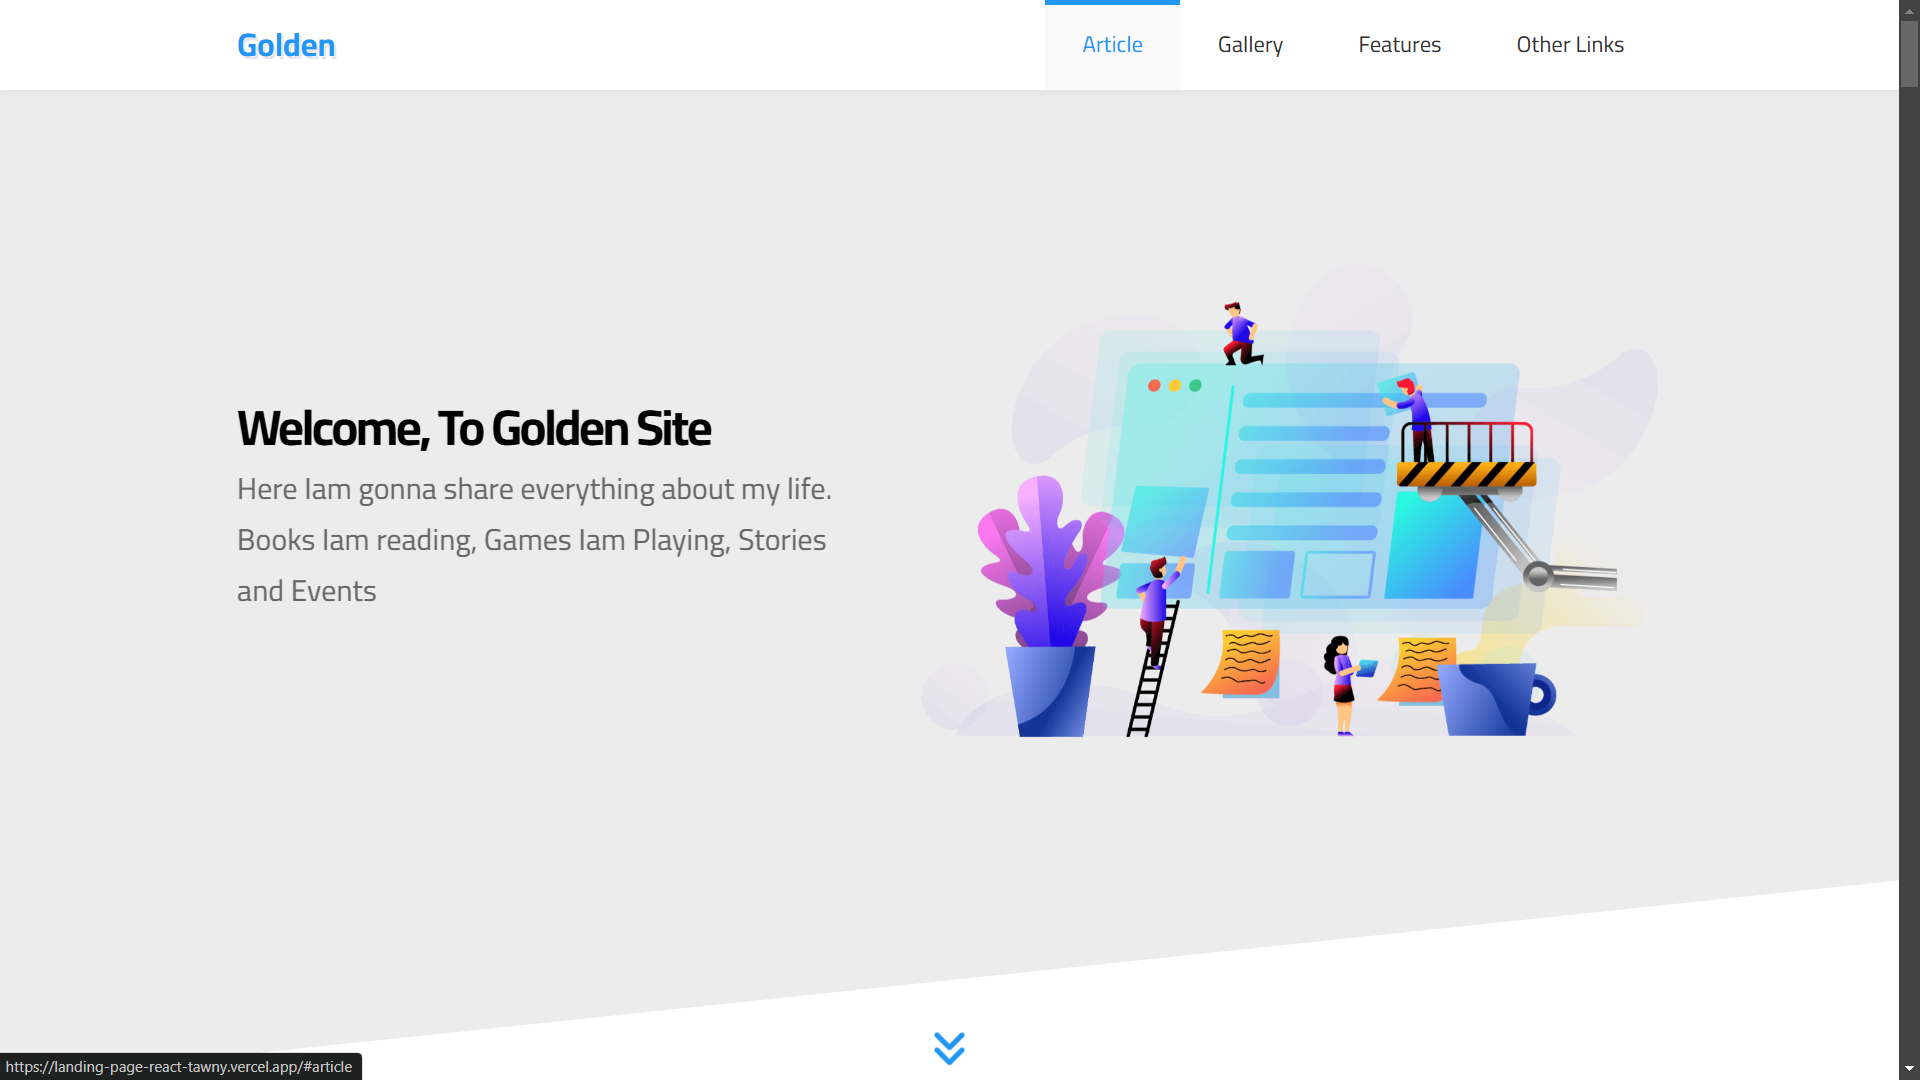 Golden
Article
Gallery
Features
Other Links
Welcome, To Golden Site
Here Iam gonna share everything about my life.
Books Iam reading, Games Iam Playing, Stories
and Events
https://landing-page-react-tawny.vercel.app/#article